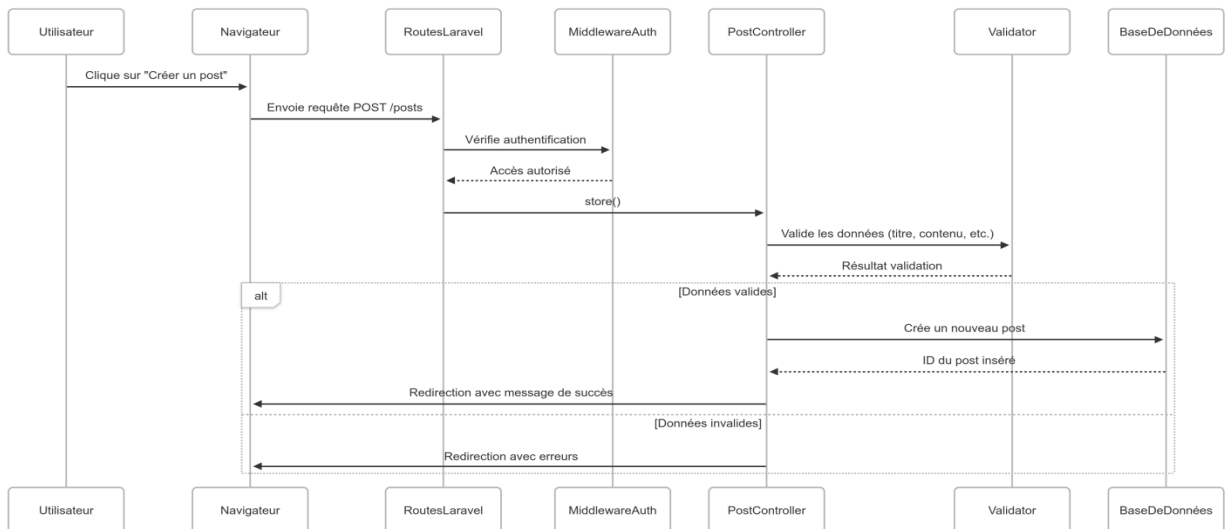 Utilisateur
Navigateur
RoutesLaravel
MiddlewareAuth
PostController
Validator
BaseDeDonnées
Clique sur "Créer un post"
Envoie requête POST /posts
Vérifie authentification
Accès autorisé
store()
Valide les données (titre, contenu, etc.)
Résultat validation
alt
[Données valides]
Crée un nouveau post
ID du post inséré
Redirection avec message de succès
[Données invalides]
Redirection avec erreurs
Utilisateur
Navigateur
RoutesLaravel
MiddlewareAuth
PostController
Validator
BaseDeDonnées